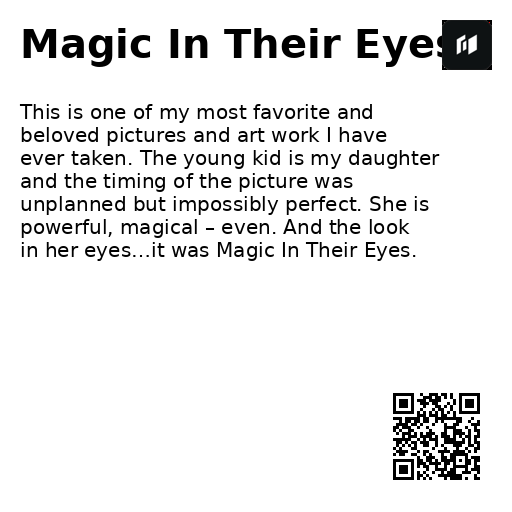 Magic In Their Eyes
This is one of my most favorite and
beloved pictures and art work I have
ever taken. The young kid is my daughter
and the timing of the picture was
unplanned but impossibly perfect. She is
powerful, magical – even. And the look
in her eyes...it was Magic In Their Eyes.